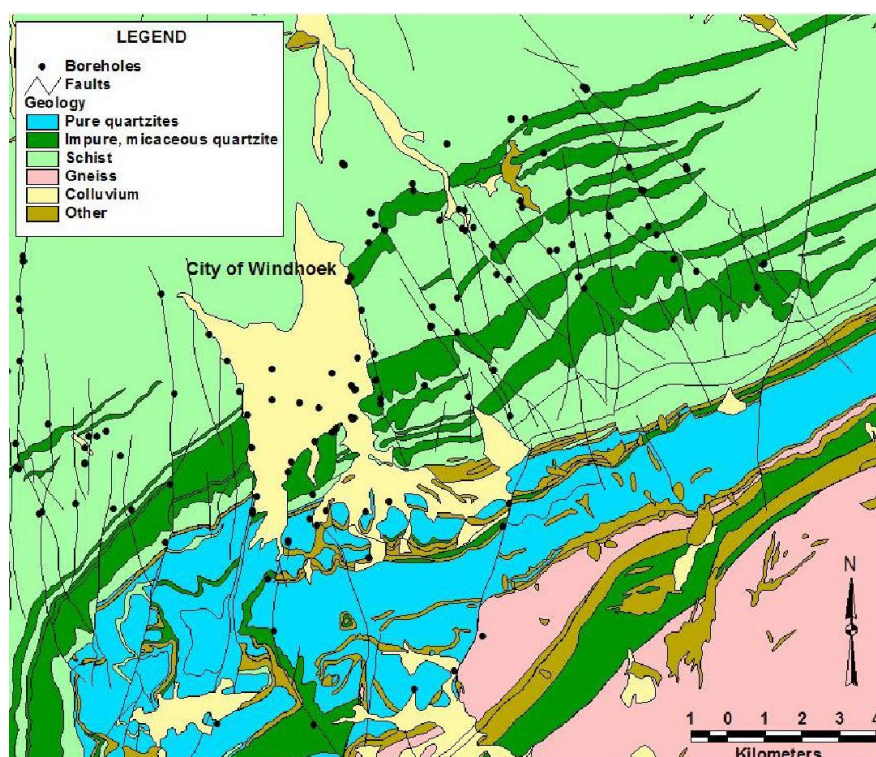 LEGEND
Boreholes
Faults
Geology
Pure quartzites
Impure, micaceous quartzite
Schist
Gneiss
Colluvium
Other
City of Windhoek
N
1 0 1 2 3 4
Kilometers